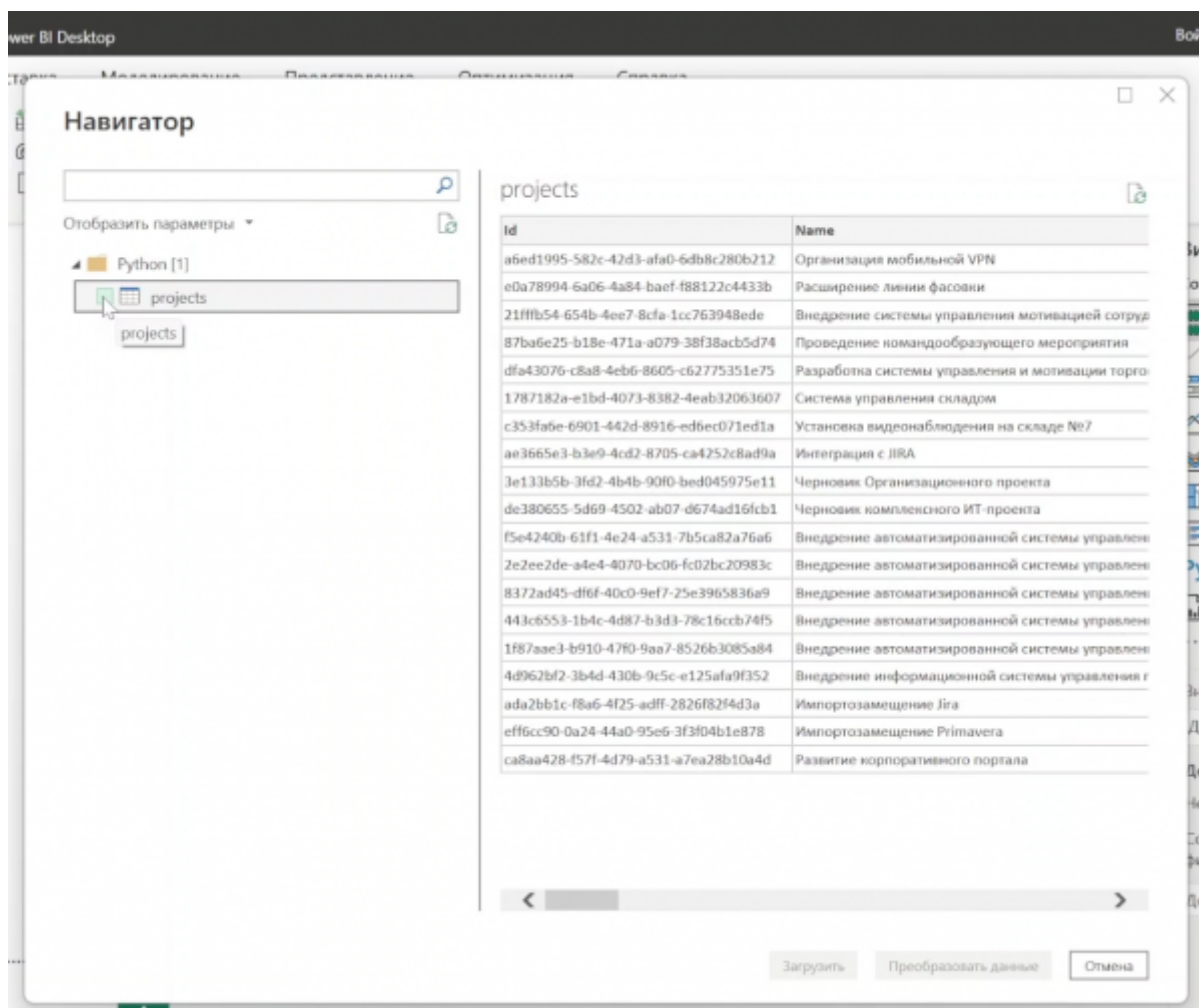 wer BI Desktop
Вой
Моделирование Представление Оптимизация Справка
Навигатор
Отобразить параметры
Python [1]
projects
projects
projects
Id Name
a6ed1995-582c-42d3-afa0-6db8c280b212 Организация мобильной VPN
e0a78994-6a06-4a84-baef-f88122c4433b Расширение линии фасовки
21fffb54-654b-4ee7-8cfa-1cc763948ede Внедрение системы управления мотивацией сотруд
87ba6e25-b18e-471a-a079-38f38acb5d74 Проведение командообразующего мероприятия
dfa43076-c8a8-4eb6-8605-c62775351e75 Разработка системы управления и мотивации торго
1787182a-e1bd-4073-8382-4eab32063607 Система управления складом
c353fa6e-6901-442d-8916-ed6ec071ed1a Установка видеонаблюдения на складе №7
ae3665e3-b3e9-4cd2-8705-ca4252c8ad9a Интеграция с JIRA
3e133b5b-3fd2-4b4b-90f0-bed045975e11 Черновик Организационного проекта
de380655-5d69-4502-ab07-d674ad16fcb1 Черновик комплексного ИТ-проекта
f5e4240b-61f1-4e24-a531-7b5ca82a76a6 Внедрение автоматизированной системы управлен
2e2ee2de-a4e4-4070-bc06-fc02bc20983c Внедрение автоматизированной системы управлен
8372ad45-df6f-40c0-9ef7-25e3965836a9 Внедрение автоматизированной системы управлен
443c6553-1b4c-4d87-b3d3-78c16ccb74f5 Внедрение автоматизированной системы управлен
1f87aae3-b910-47f0-9aa7-8526b3085a84 Внедрение автоматизированной системы управлен
4d962bf2-3b4d-430b-9c5c-e125afa9f352 Внедрение информационной системы управления г
ada2bb1c-f8a6-4f25-adff-2826f82f4d3a Импортозамещение Jira
eff6cc90-0a24-44a0-95e6-3f3f04b1e878 Импортозамещение Primavera
ca8aa428-f57f-4d79-a531-a7ea28b10a4d Развитие корпоративного портала
Загрузить Преобразовать данные Отмена